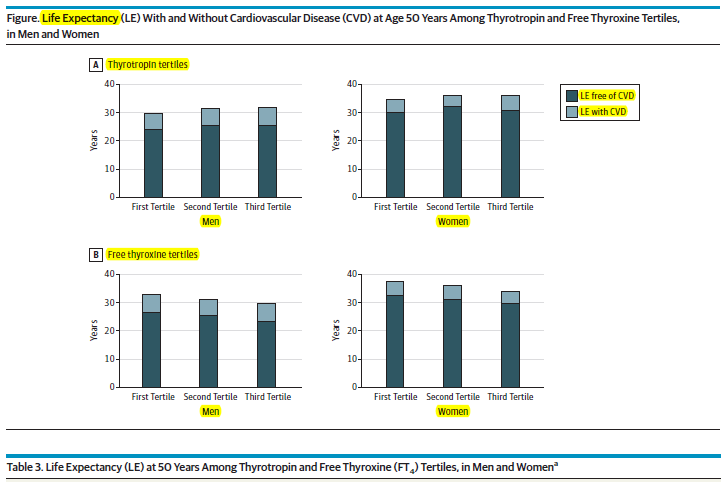 Figure. Life Expectancy (LE) With and Without Cardiovascular Disease (CVD) at Age 50 Years Among Thyrotropin and Free Thyroxine Tertiles,
in Men and Women
A Thyrotropin tertiles
40
30
20
10
0
Years
First Tertile Second Tertile Third Tertile
Men
40
30
20
10
0
Years
First Tertile Second Tertile Third Tertile
Women
LE free of CVD
LE with CVD
B Free thyroxine tertiles
40
30
20
10
0
Years
First Tertile Second Tertile Third Tertile
Men
40
30
20
10
0
Years
First Tertile Second Tertile Third Tertile
Women
Table 3. Life Expectancy (LE) at 50 Years Among Thyrotropin and Free Thyroxine (FT4) Tertiles, in Men and Womenᵃ